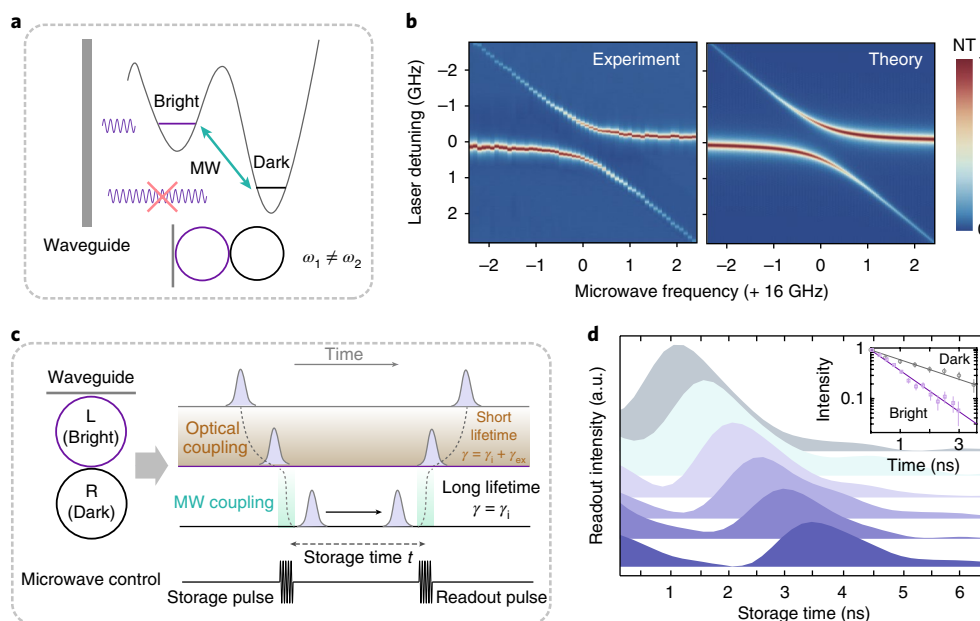 a
Bright
MW
Dark
Waveguide
ω₁ ≠ ω₂
b
Experiment
Theory
NT
Laser detuning (GHz)
−2
−1
0
1
2
−2 −1 0 1 2
−2 −1 0 1 2
Microwave frequency (+ 16 GHz)
c
Time
Waveguide
L
(Bright)
R
(Dark)
Optical
coupling
Short
lifetime
γ = γᵢ + γₑₓ
MW coupling
Long lifetime
γ = γᵢ
Storage time t
Microwave control
Storage pulse
Readout pulse
d
Readout intensity (a.u.)
1 2 3 4 5 6
Storage time (ns)
Intensity
1
0.1
Dark
Bright
1 3
Time (ns)